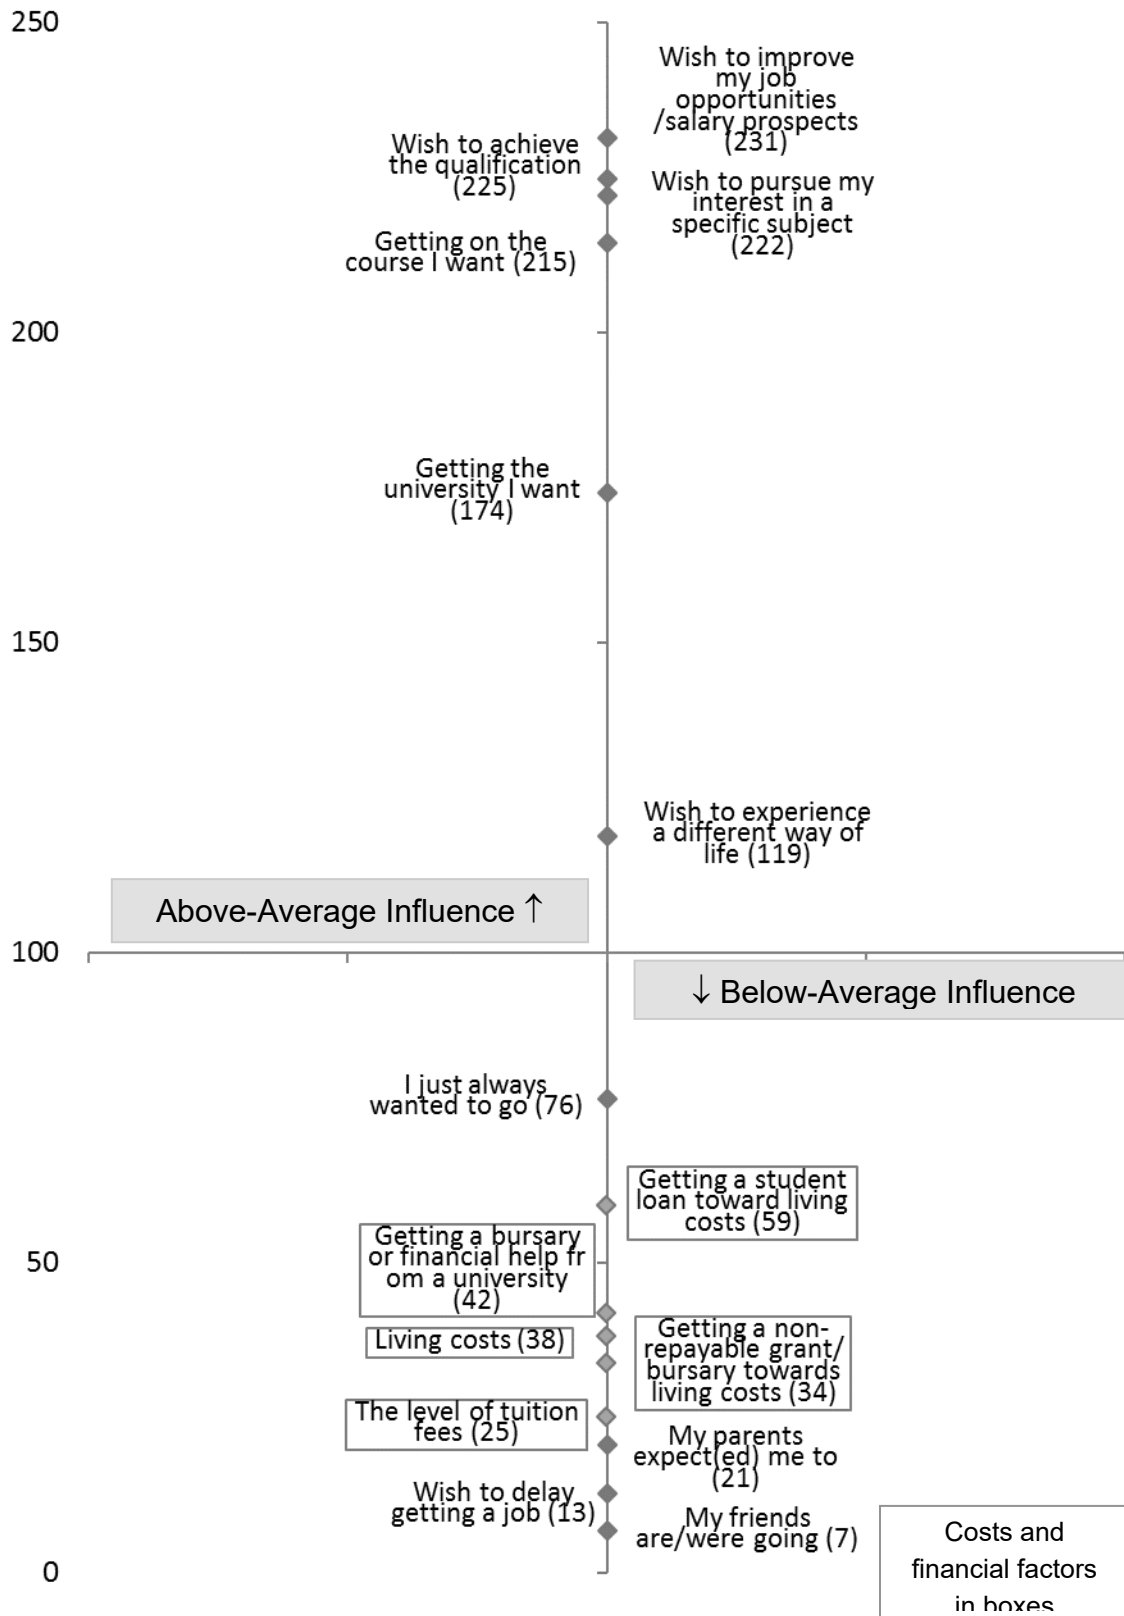 250
Wish to improve
my job
opportunities
/salary prospects
(231)
Wish to achieve
the qualification
(225)
Wish to pursue my
interest in a
specific subject
(222)
Getting on the
course I want (215)
200
Getting the
university I want
(174)
150
Wish to experience
a different way of
life (119)
Above-Average Influence ↑
100
↓ Below-Average Influence
I just always
wanted to go (76)
Getting a student
loan toward living
costs (59)
Getting a bursary
or financial help fr
om a university
(42)
50
Living costs (38)
Getting a non-
repayable grant/
bursary towards
living costs (34)
The level of tuition
fees (25)
My parents
expect(ed) me to
(21)
Wish to delay
getting a job (13)
My friends
are/were going (7)
0
Costs and
financial factors
in boxes